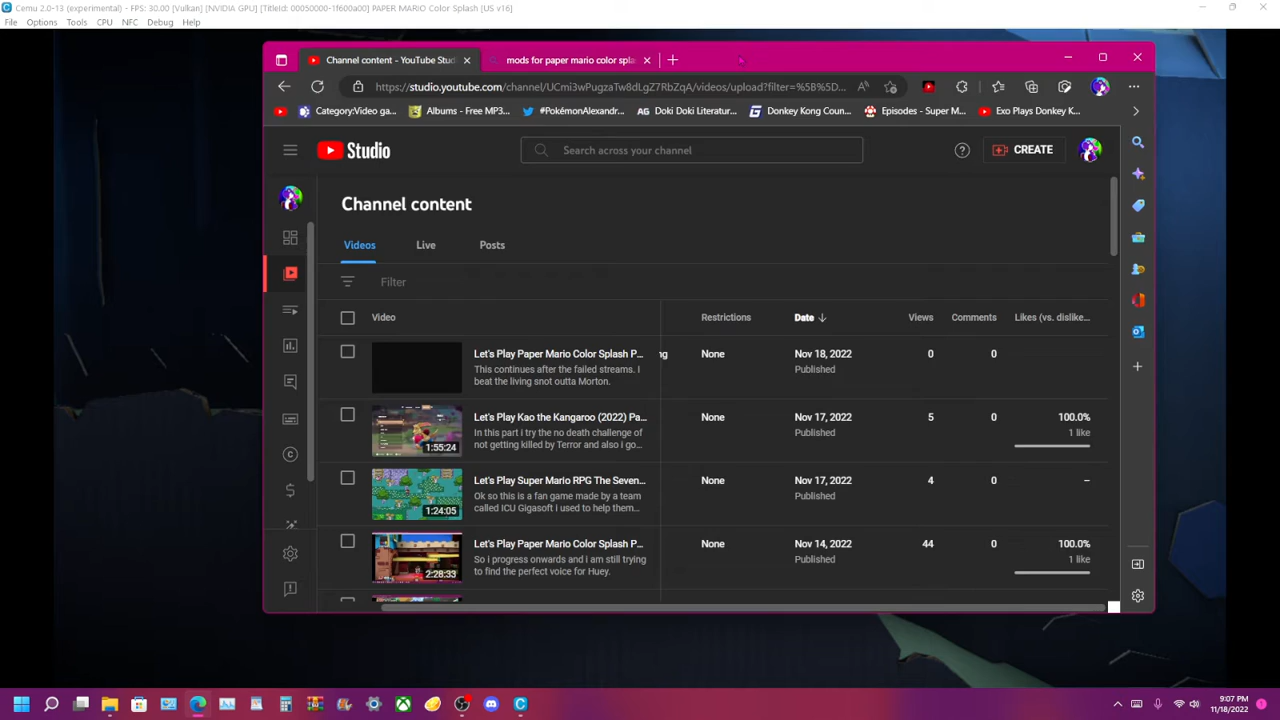 Cemu 2.0-13 (experimental) - FPS: 30.00 [Vulkan] [NVIDIA GPU] [TitleId: 00050000-1f600a00] PAPER MARIO Color Splash [US v16]
File Options Tools CPU NFC Debug Help
Channel content - YouTube Stu
mods for paper mario color spla
https://studio.youtube.com/channel/UCmi3wPugzaTw8dLgZ7RbZqA/videos/upload?filter=%5B%5D...
Category:Video ga...
Albums - Free MP3...
#PokémonAlexandr...
AG Doki Doki Literatur...
Donkey Kong Coun...
Episodes - Super M...
Exo Plays Donkey K...
Studio
Search across your channel
CREATE
Channel content
Videos Live Posts
Filter
Video Restrictions Date Views Comments Likes (vs. dislike...
Let's Play Paper Mario Color Splash P... ng None Nov 18, 2022 0 0
This continues after the failed streams. I Published
beat the living snot outta Morton.
Let's Play Kao the Kangaroo (2022) Pa... None Nov 17, 2022 5 0 100.0%
In this part i try the no death challenge of Published 1 like
not getting killed by Terror and also i go...
1:55:24
Let's Play Super Mario RPG The Seven... None Nov 17, 2022 4 0 –
Ok so this is a fan game made by a team Published
called ICU Gigasoft i used to help them...
1:24:05
Let's Play Paper Mario Color Splash P... None Nov 14, 2022 44 0 100.0%
So i progress onwards and i am still trying Published 1 like
to find the perfect voice for Huey.
2:28:33
9:07 PM
11/18/2022